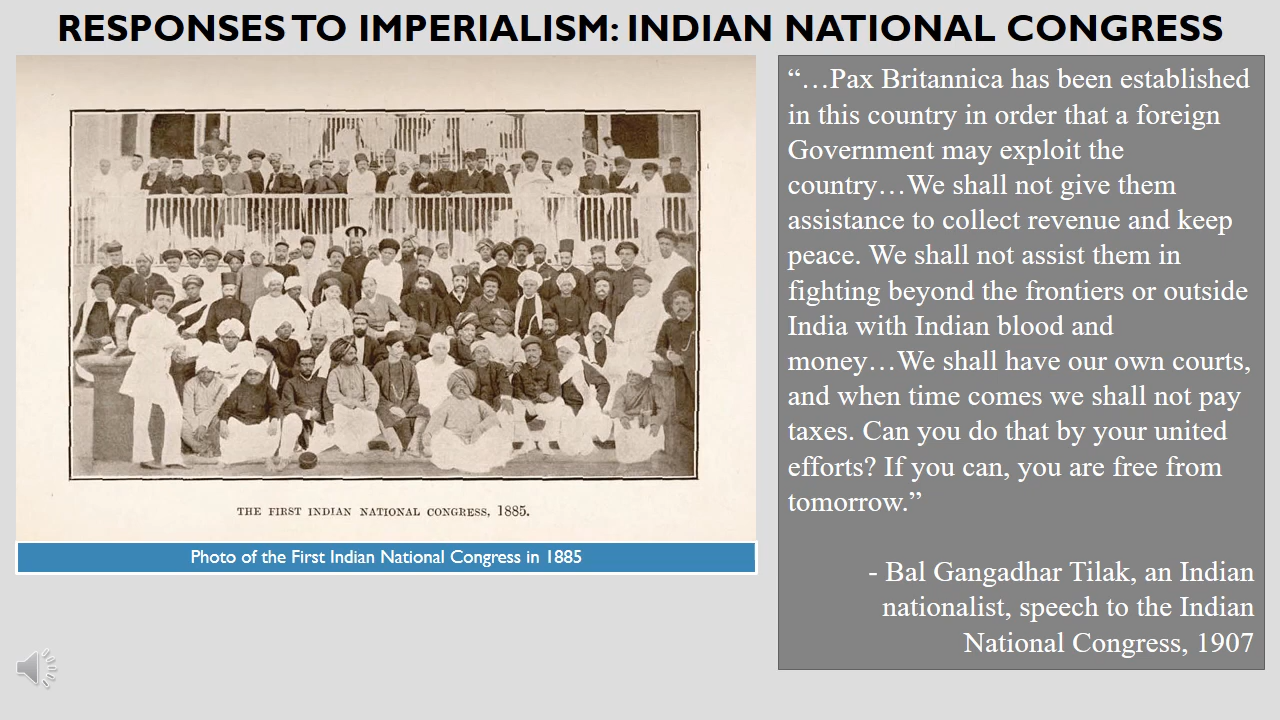 RESPONSES TO IMPERIALISM: INDIAN NATIONAL CONGRESS
THE FIRST INDIAN NATIONAL CONGRESS, 1885.
Photo of the First Indian National Congress in 1885
“…Pax Britannica has been established
in this country in order that a foreign
Government may exploit the
country…We shall not give them
assistance to collect revenue and keep
peace. We shall not assist them in
fighting beyond the frontiers or outside
India with Indian blood and
money…We shall have our own courts,
and when time comes we shall not pay
taxes. Can you do that by your united
efforts? If you can, you are free from
tomorrow.”
- Bal Gangadhar Tilak, an Indian
nationalist, speech to the Indian
National Congress, 1907